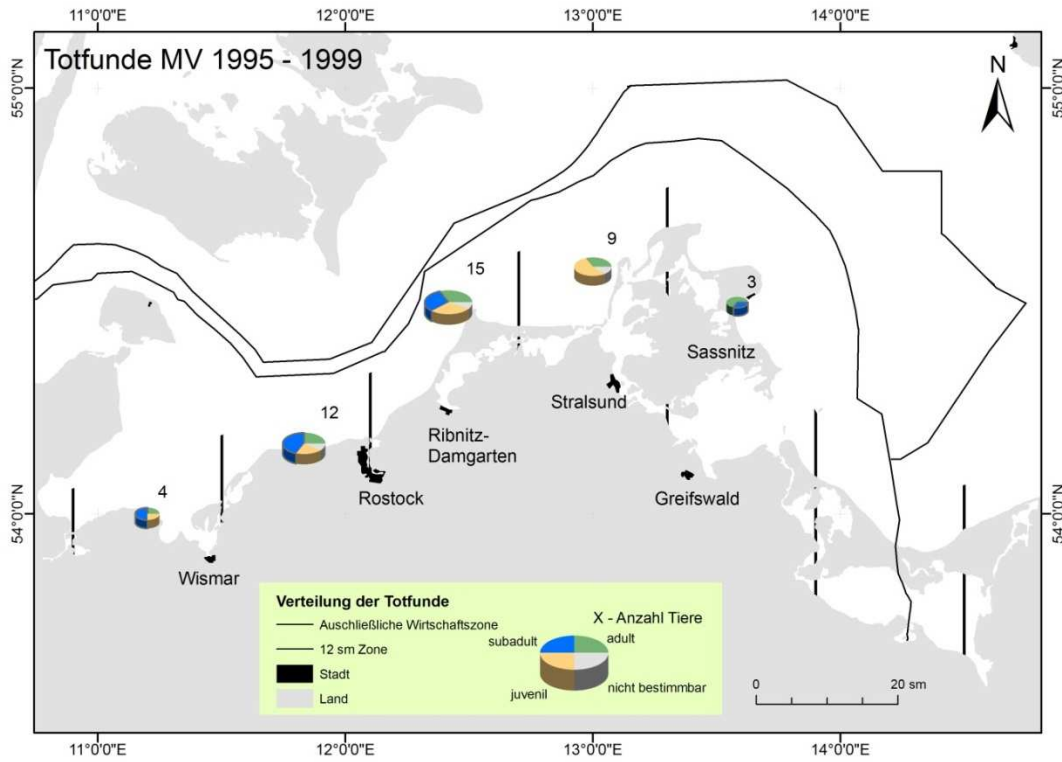 11°0'0"E 12°0'0"E 13°0'0"E 14°0'0"E
Totfunde MV 1995 - 1999
N
55°0'0"N
55°0'0"N
9
15
3
Sassnitz
Stralsund
12
Ribnitz-
Damgarten
Rostock
Greifswald
4
54°0'0"N
54°0'0"N
Wismar
Verteilung der Totfunde
Auschließliche Wirtschaftszone
12 sm Zone
Stadt
Land
X - Anzahl Tiere
subadult
adult
juvenil
nicht bestimmbar
0 20 sm
11°0'0"E 12°0'0"E 13°0'0"E 14°0'0"E